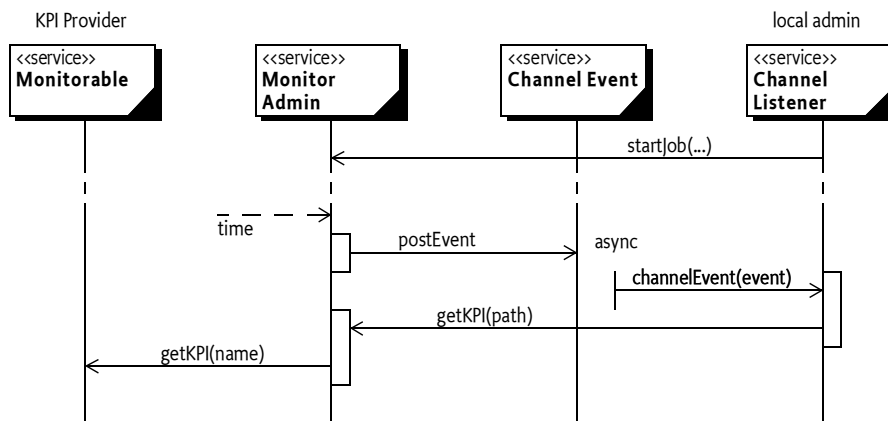 KPI Provider
local admin
<<service>>
Monitorable
<<service>>
Monitor
Admin
Channel Event
<<service>>
<<service>>
Channel
Listener
startJob(...)
time
postEvent
async
channelEvent(event)
getKPI(path)
getKPI(name)